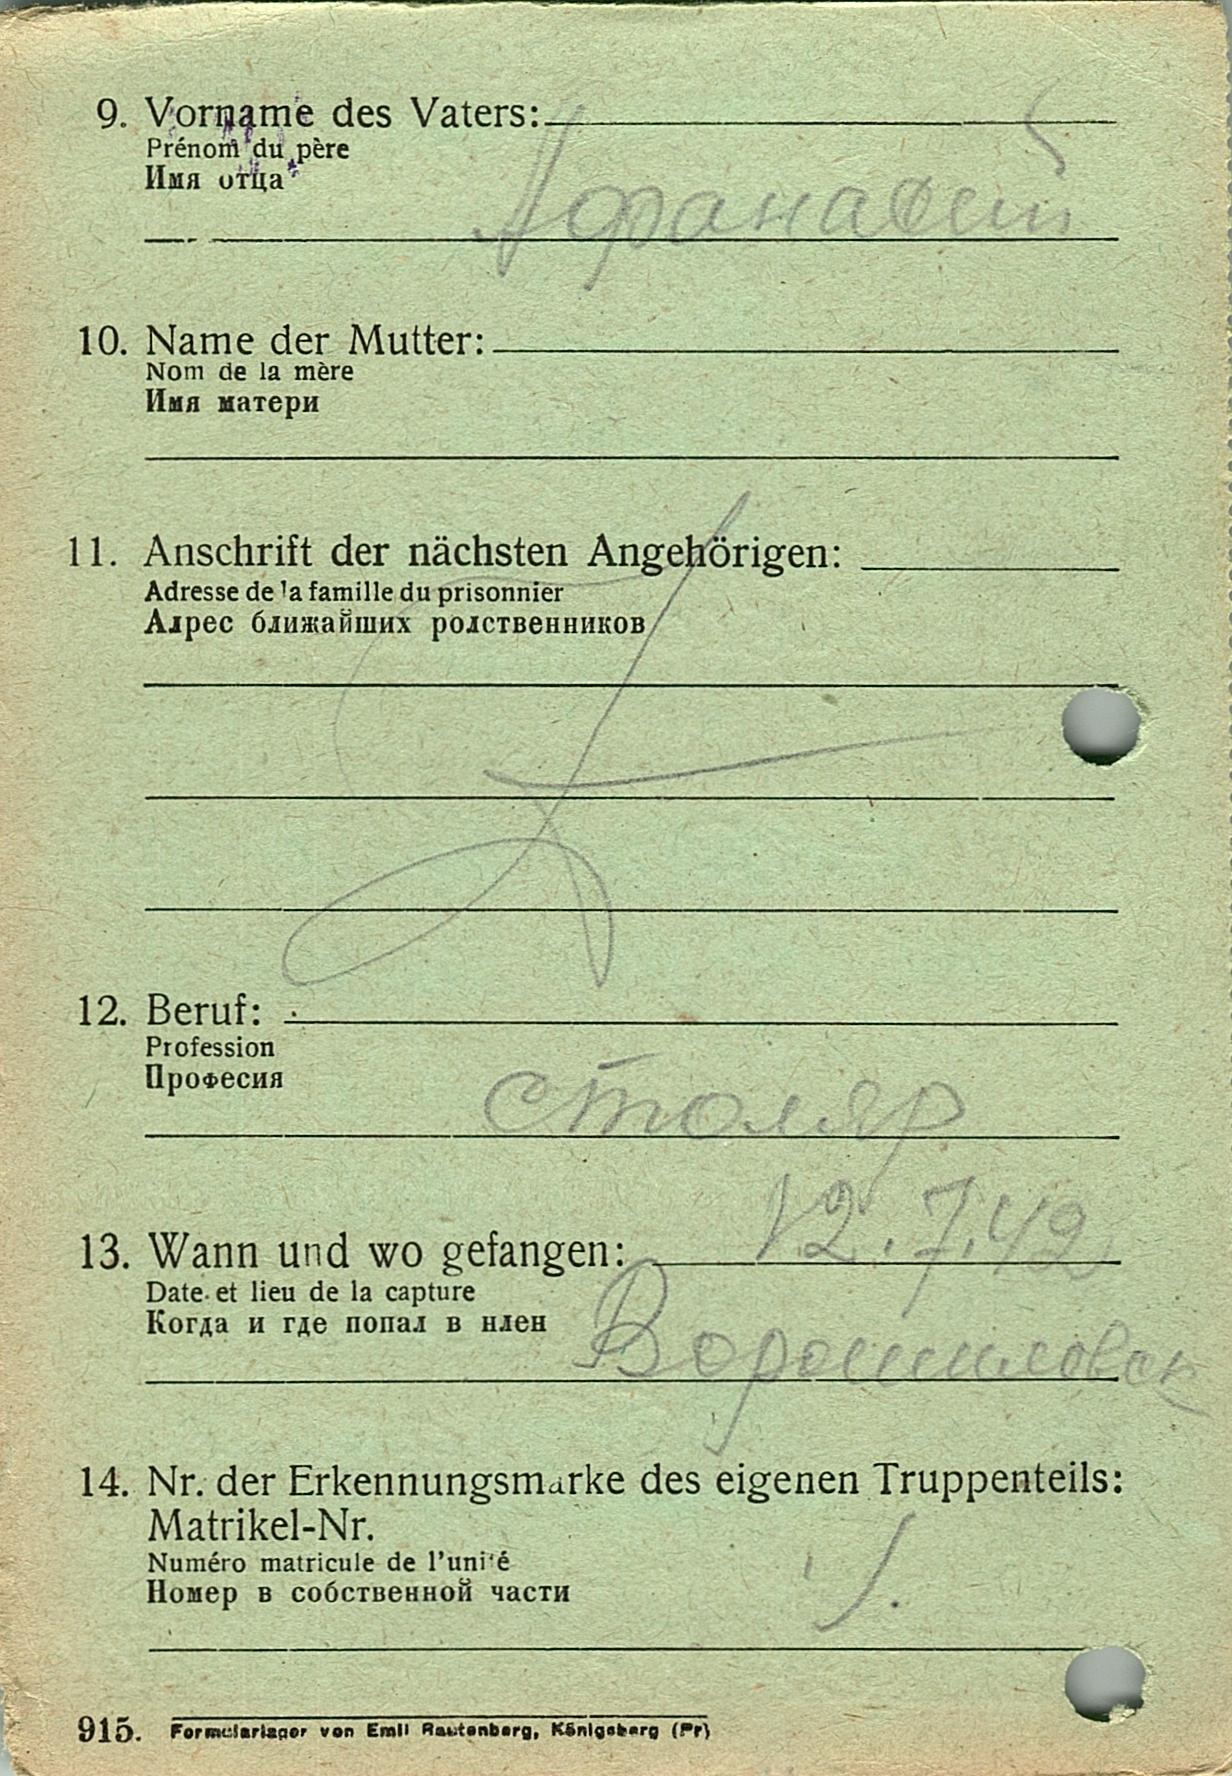 9. Vorname des Vaters:
Prénom du père
Имя отца
Афанасий
10. Name der Mutter:
Nom de la mère
Имя матери
11. Anschrift der nächsten Angehörigen:
Adresse de la famille du prisonnier
Адрес ближайших родственников
12. Beruf:
Profession
Професия
столяр
13. Wann und wo gefangen: 12.7.42
Date et lieu de la capture
Когда и где попал в нлен
Ворошиловск
14. Nr. der Erkennungsmarke des eigenen Truppenteils:
Matrikel-Nr.
Numéro matricule de l'unité
Номер в собственной части
915. Formularlager von Emil Rautenberg, Königsberg (Pr)